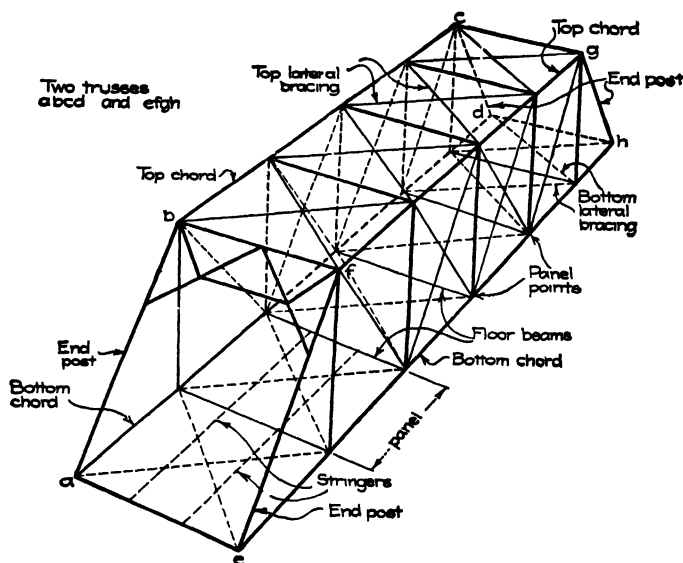 c
Top chord
g
Two trusses
abcd and efgh
Top lateral
bracing
End post
d
h
Top chord
Bottom
lateral
bracing
b
f
Panel
points
End
post
Floor beams
Bottom chord
Bottom
chord
panel
a
Stringers
End post
e